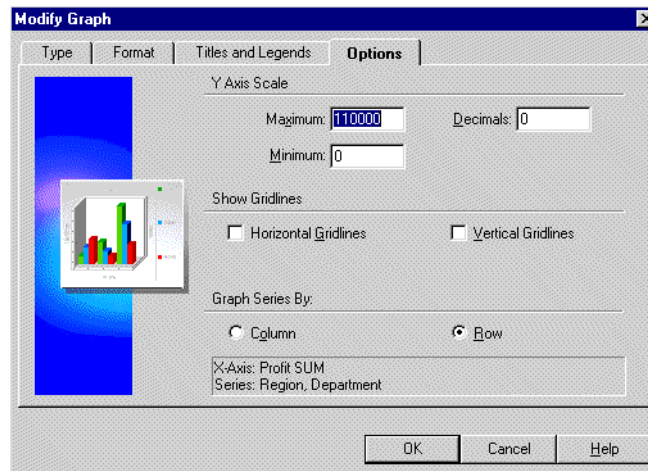 Modify Graph
Type Format Titles and Legends Options
Y Axis Scale
Maximum: 110000 Decimals: 0
Minimum: 0
Show Gridlines
Horizontal Gridlines Vertical Gridlines
Graph Series By:
Column Row
X-Axis: Profit SUM
Series: Region, Department
OK Cancel Help